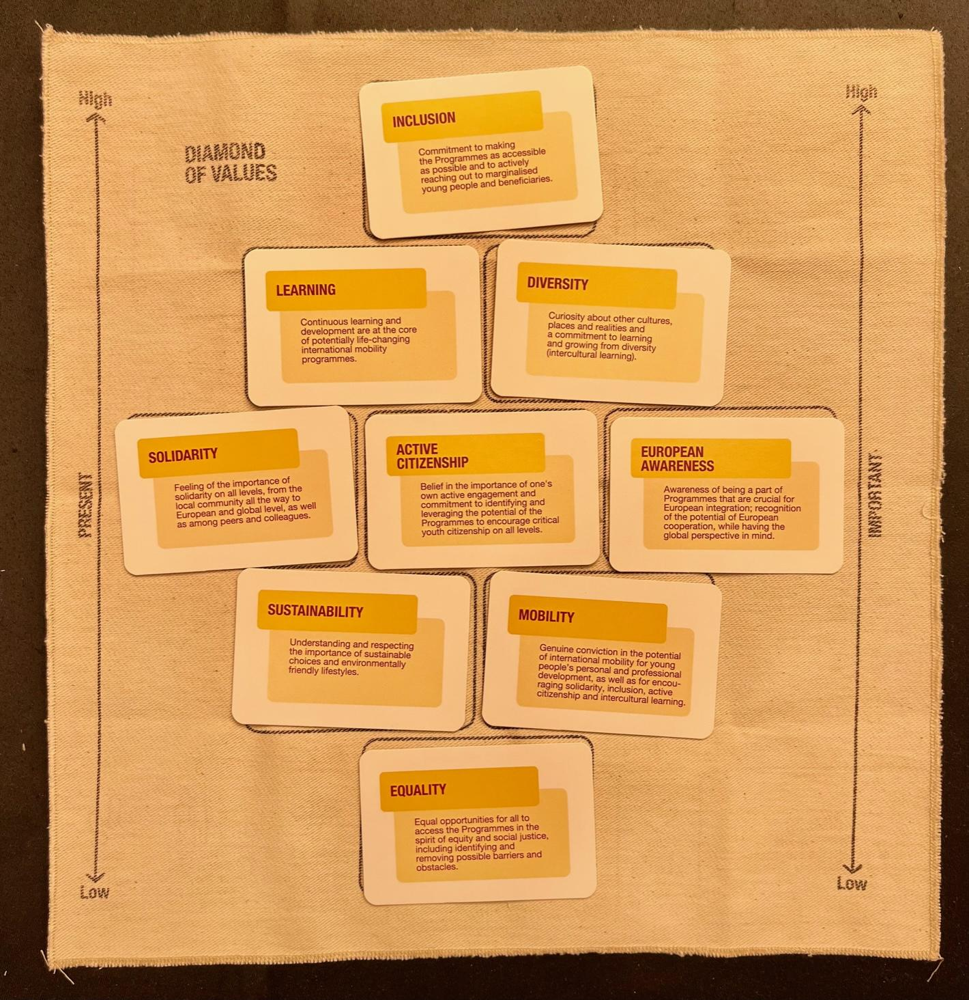 High
High
DIAMOND
OF VALUES
INCLUSION
Commitment to making
the Programmes as accessible
as possible and to actively
reaching out to marginalised
young people and beneficiaries.
LEARNING
Continuous learning and
development are at the core
of potentially life-changing
international mobility
programmes.
DIVERSITY
Curiosity about other cultures,
places and realities and
a commitment to learning
and growing from diversity
(intercultural learning).
PRESENT
SOLIDARITY
Feeling of the importance of
solidarity on all levels, from the
local community all the way to
European and global level, as well
as among peers and colleagues.
ACTIVE
CITIZENSHIP
Belief in the importance of one's
own active engagement and
commitment to identifying and
leveraging the potential of the
Programmes to encourage critical
youth citizenship on all levels.
EUROPEAN
AWARENESS
Awareness of being a part of
Programmes that are crucial for
European integration; recognition
of the potential of European
cooperation, while having the
global perspective in mind.
IMPORTANT
SUSTAINABILITY
Understanding and respecting
the importance of sustainable
choices and environmentally
friendly lifestyles.
MOBILITY
Genuine conviction in the potential
of international mobility for young
people's personal and professional
development, as well as for encou-
raging solidarity, inclusion, active
citizenship and intercultural learning.
EQUALITY
Equal opportunities for all to
access the Programmes in the
spirit of equity and social justice,
including identifying and
removing possible barriers and
obstacles.
Low
Low